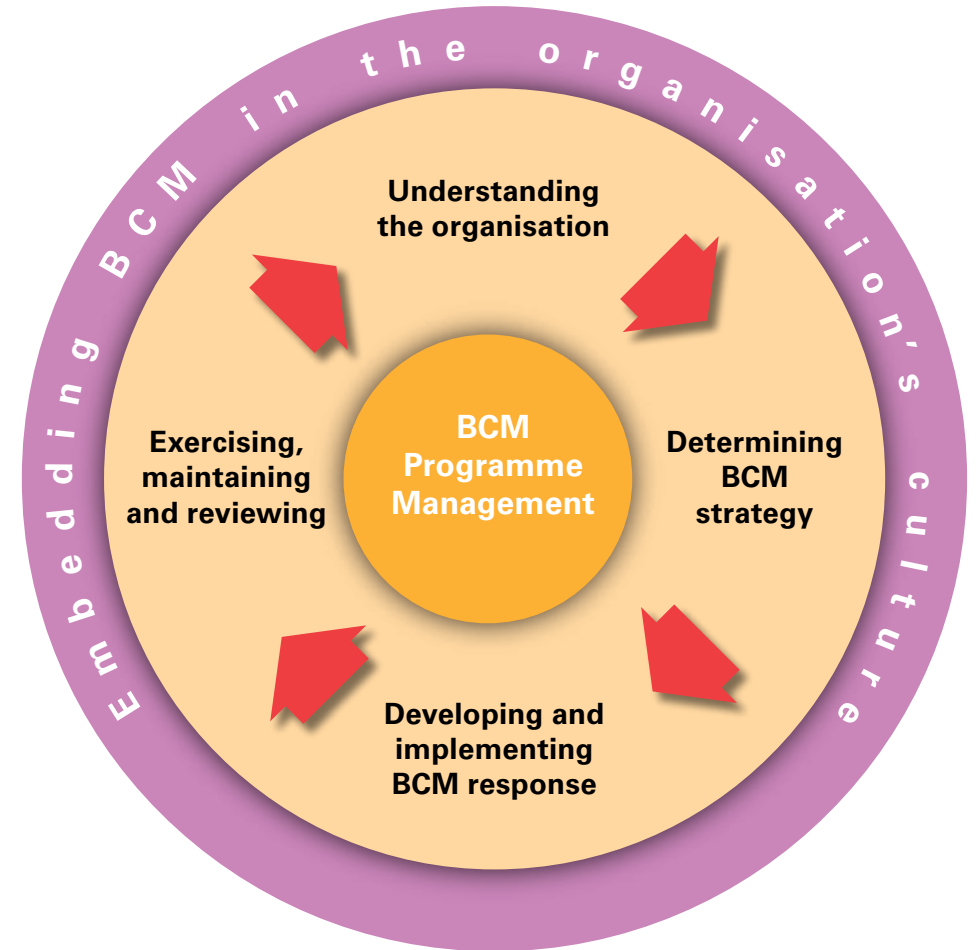 Embedding BCM in the organisation's culture
Understanding
the organisation
Determining
BCM
strategy
Developing and
implementing
BCM response
Exercising,
maintaining
and reviewing
BCM
Programme
Management